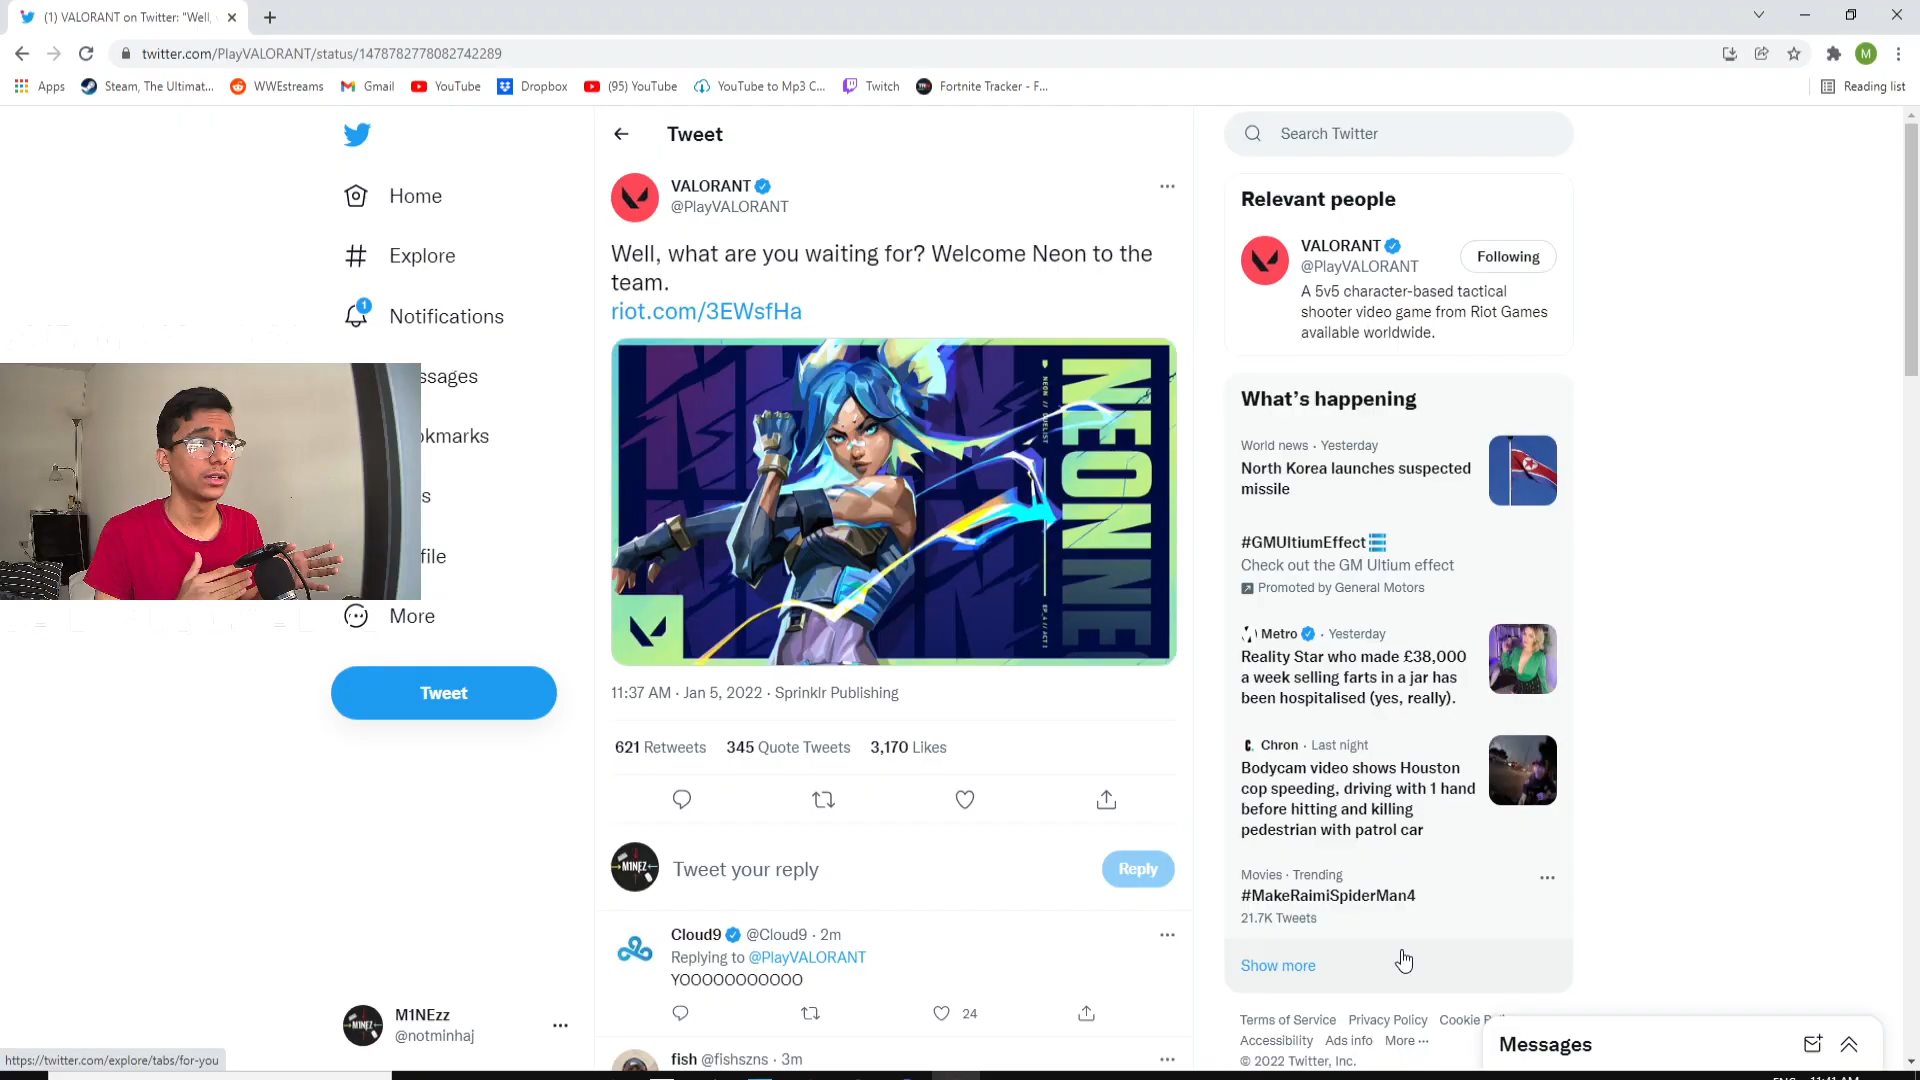 (1) VALORANT on Twitter: "Well,
twitter.com/PlayVALORANT/status/1478782778082742289
M
Apps
Steam, The Ultimat...
WWEstreams
Gmail
YouTube
Dropbox
(95) YouTube
YouTube to Mp3 C...
Twitch
Fortnite Tracker - F...
Reading list
Home
Explore
1
Notifications
ssages
okmarks
s
file
More
Tweet
M1NEzz
@notminhaj
https://twitter.com/explore/tabs/for-you
Tweet
VALORANT
@PlayVALORANT
Well, what are you waiting for? Welcome Neon to the
team.
riot.com/3EWsfHa
NEON
NEON // DUELIST
EP_4 // ACT 1
11:37 AM · Jan 5, 2022 · Sprinklr Publishing
621 Retweets 345 Quote Tweets 3,170 Likes
M1NEZ
Tweet your reply
Reply
Cloud9 @Cloud9 · 2m
Replying to @PlayVALORANT
YOOOOOOOOOOO
24
fish @fishszns · 3m
Search Twitter
Relevant people
VALORANT
@PlayVALORANT
Following
A 5v5 character-based tactical
shooter video game from Riot Games
available worldwide.
What's happening
World news · Yesterday
North Korea launches suspected
missile
#GMUltiumEffect
Check out the GM Ultium effect
Promoted by General Motors
Metro · Yesterday
Reality Star who made £38,000
a week selling farts in a jar has
been hospitalised (yes, really).
Chron · Last night
Bodycam video shows Houston
cop speeding, driving with 1 hand
before hitting and killing
pedestrian with patrol car
Movies · Trending
#MakeRaimiSpiderMan4
21.7K Tweets
Show more
Terms of Service Privacy Policy Cookie P
Accessibility Ads info More ···
© 2022 Twitter, Inc.
Messages